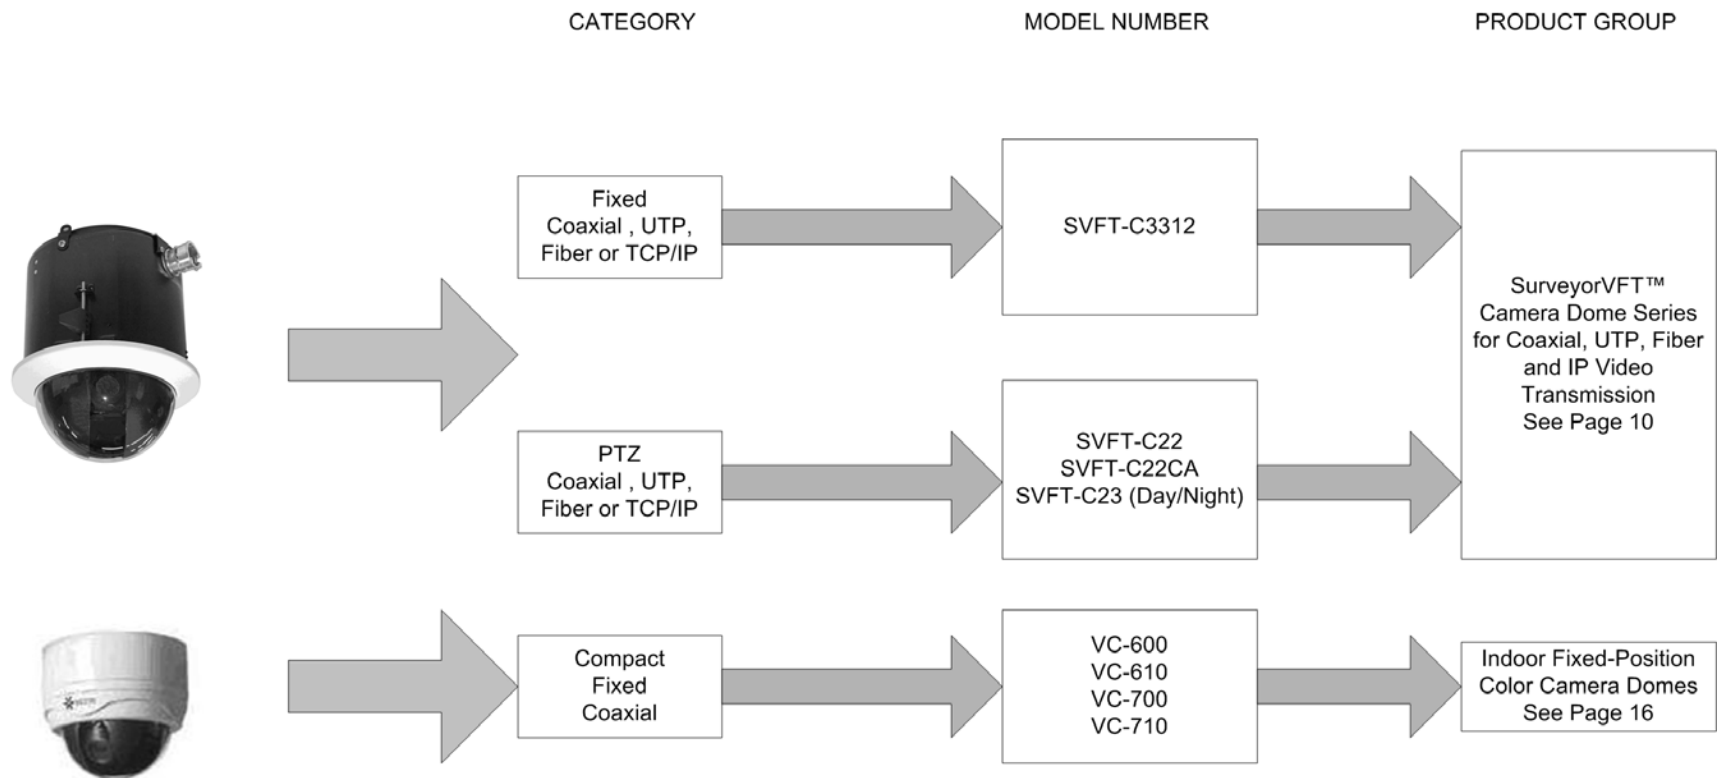 CATEGORY
MODEL NUMBER
PRODUCT GROUP
Fixed
Coaxial , UTP,
Fiber or TCP/IP
SVFT-C3312
SurveyorVFT™
Camera Dome Series
for Coaxial, UTP, Fiber
and IP Video
Transmission
See Page 10
PTZ
Coaxial , UTP,
Fiber or TCP/IP
SVFT-C22
SVFT-C22CA
SVFT-C23 (Day/Night)
Compact
Fixed
Coaxial
VC-600
VC-610
VC-700
VC-710
Indoor Fixed-Position
Color Camera Domes
See Page 16